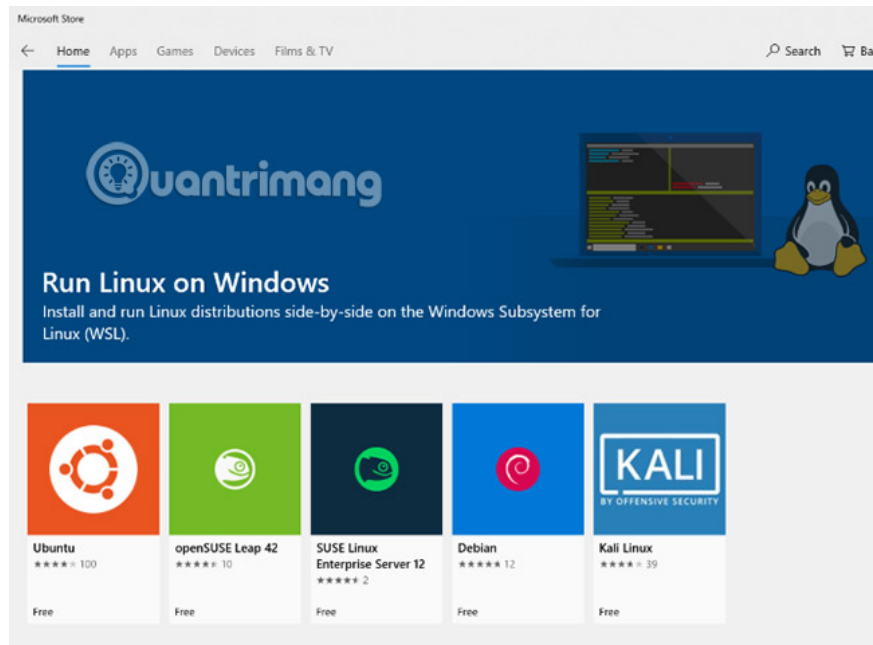 Microsoft Store
Home Apps Games Devices Films & TV Search Ba
Quantrimang
Run Linux on Windows
Install and run Linux distributions side-by-side on the Windows Subsystem for
Linux (WSL).
KALI
BY OFFENSIVE SECURITY
Ubuntu openSUSE Leap 42 SUSE Linux Debian Kali Linux
100 10 Enterprise Server 12 12 39
2
Free Free Free Free Free